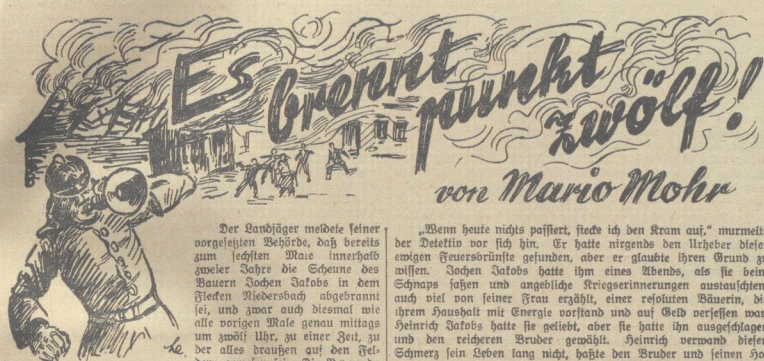 Es
brennt
punkt
zwölf!
von Mario Mohr
Der Landjäger meldete seiner
vorgesetzten Behörde, daß bereits
zum sechsten Male innerhalb
zweier Jahre die Scheune des
Bauern Jochen Jakobs in dem
Flecken Niedersbach abgebrannt
sei, und zwar auch diesmal wie
alle vorigen Male genau mittags
um zwölf Uhr, zu einer Zeit, zu
der alles draußen auf den Fel-
„Wenn heute nichts passiert, stecke ich den Kram auf,“ murmelt
der Detektiv vor sich hin. Er hatte nirgends den Urheber diese
ewigen Feuersbrünste gefunden, aber er glaubte ihren Grund z
wissen. Jochen Jakobs hatte ihm eines Abends, als sie bein
Schnaps saßen und angebliche Kriegserinnerungen austauschten
auch viel von seiner Frau erzählt, einer resoluten Bäuerin, di
ihrem Haushalt mit Energie vorstand und auf Geld versessen war
Heinrich Jakobs hatte sie geliebt, aber sie hatte ihn ausgeschlagen
und den reicheren Bruder gewählt. Heinrich verwand diesen
Schmerz sein Leben lang nicht, haßte den Bruder und seinen Ho